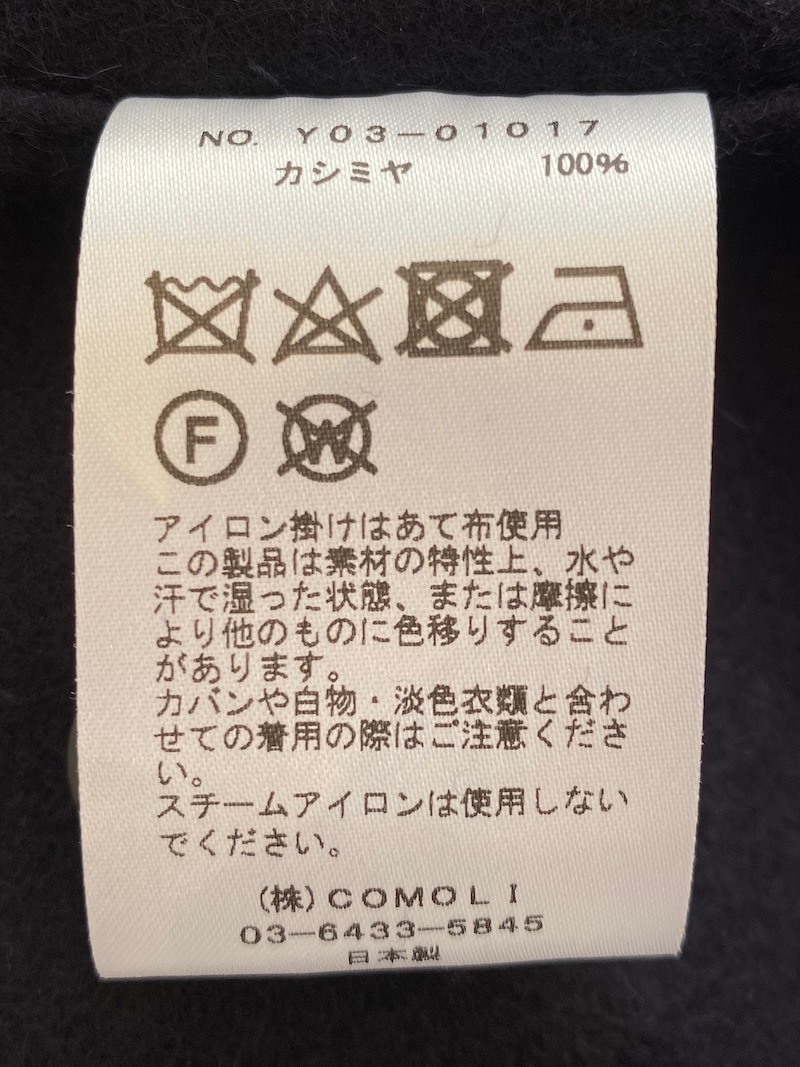 NO. Y03-01017
カシミヤ 100%
F W
アイロン掛けはあて布使用
この製品は素材の特性上、水や
汗で湿った状態、または摩擦に
より他のものに色移りすること
があります。
カバンや白物・淡色衣類と合わ
せての着用の際はご注意くださ
い。
スチームアイロンは使用しない
でください。
(株)COMOLI
03-6433-5845
日本製